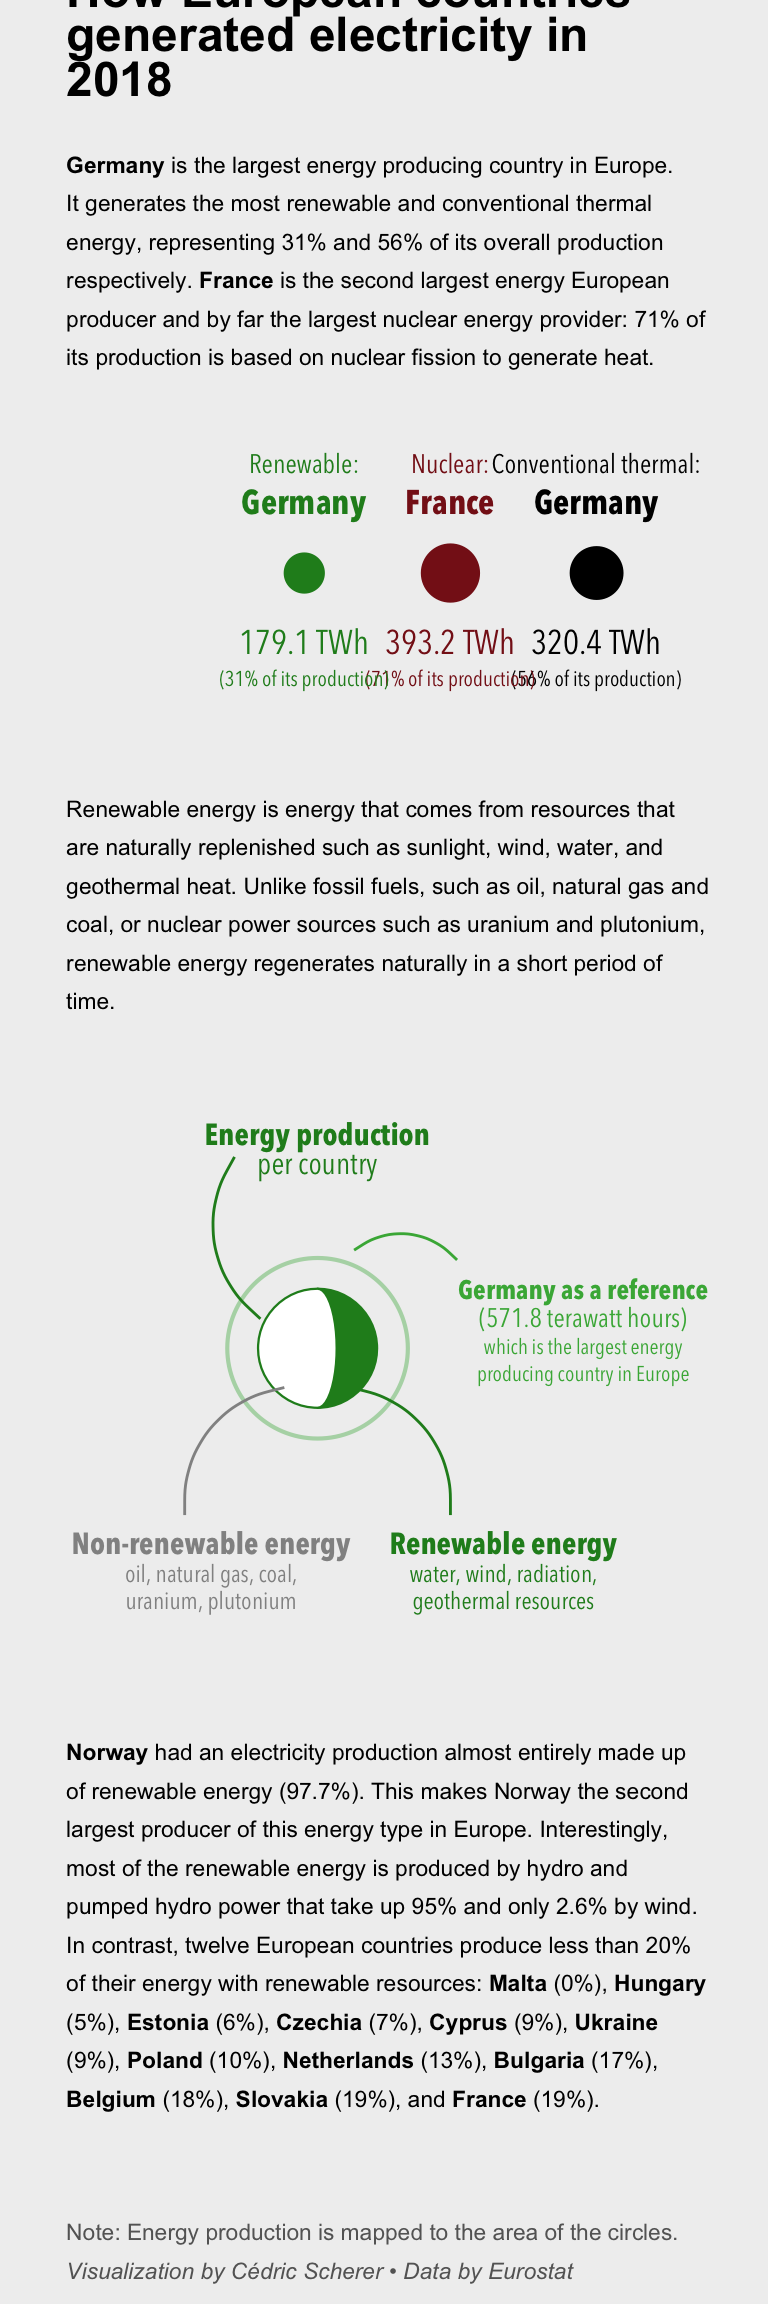 How European countries
generated electricity in
2018
Germany is the largest energy producing country in Europe.
It generates the most renewable and conventional thermal
energy, representing 31% and 56% of its overall production
respectively. France is the second largest energy European
producer and by far the largest nuclear energy provider: 71% of
its production is based on nuclear fission to generate heat.
Renewable: Nuclear: Conventional thermal:
Germany France Germany
179.1 TWh 393.2 TWh 320.4 TWh
(31% of its production) (71% of its production) (56% of its production)
Renewable energy is energy that comes from resources that
are naturally replenished such as sunlight, wind, water, and
geothermal heat. Unlike fossil fuels, such as oil, natural gas and
coal, or nuclear power sources such as uranium and plutonium,
renewable energy regenerates naturally in a short period of
time.
Energy production
per country
Germany as a reference
(571.8 terawatt hours)
which is the largest energy
producing country in Europe
Non-renewable energy
oil, natural gas, coal,
uranium, plutonium
Renewable energy
water, wind, radiation,
geothermal resources
Norway had an electricity production almost entirely made up
of renewable energy (97.7%). This makes Norway the second
largest producer of this energy type in Europe. Interestingly,
most of the renewable energy is produced by hydro and
pumped hydro power that take up 95% and only 2.6% by wind.
In contrast, twelve European countries produce less than 20%
of their energy with renewable resources: Malta (0%), Hungary
(5%), Estonia (6%), Czechia (7%), Cyprus (9%), Ukraine
(9%), Poland (10%), Netherlands (13%), Bulgaria (17%),
Belgium (18%), Slovakia (19%), and France (19%).
Note: Energy production is mapped to the area of the circles.
Visualization by Cédric Scherer • Data by Eurostat